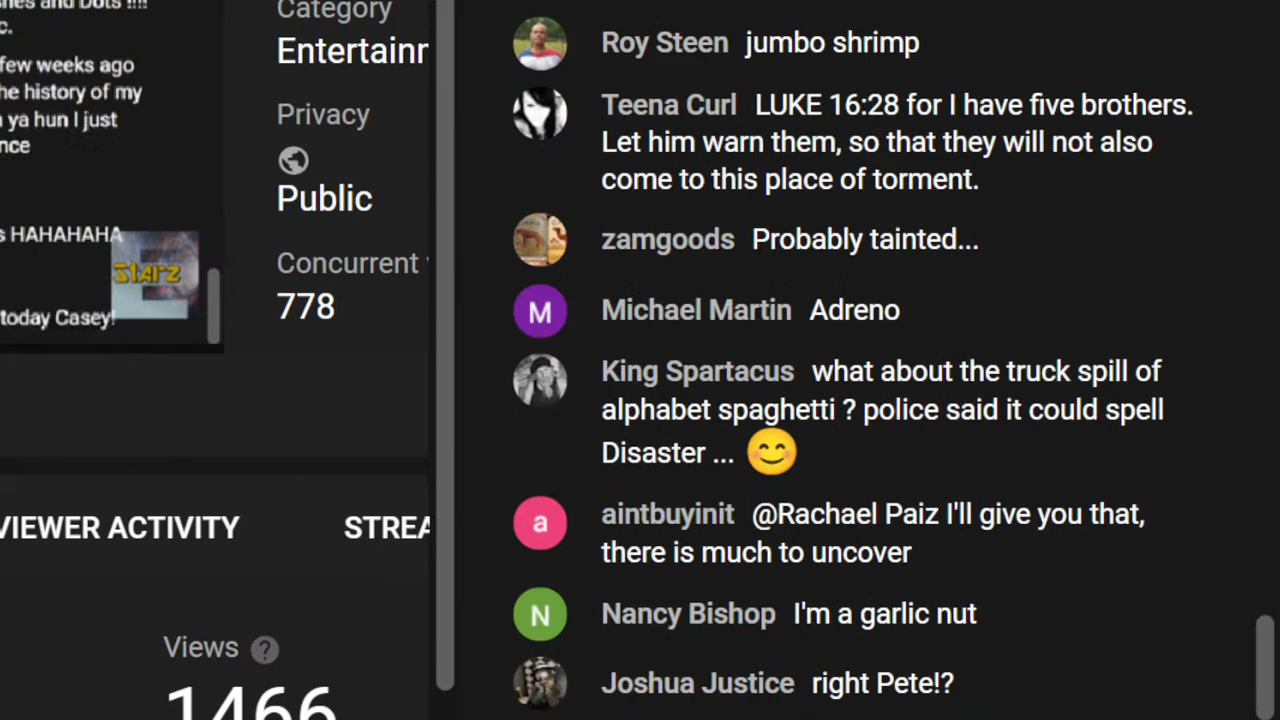 c.
few weeks ago
he history of my
ya hun I just
nce
HAHAHAHA
today Casey!
Starz
Category
Privacy
Public
Concurrent
778
VIEWER ACTIVITY
Views ?
1466
Roy Steen jumbo shrimp
Teena Curl LUKE 16:28 for I have five brothers.
Let him warn them, so that they will not also
come to this place of torment.
zamgoods Probably tainted...
M Michael Martin Adreno
King Spartacus what about the truck spill of
alphabet spaghetti ? police said it could spell
Disaster ... 😊
a aintbuyinit @Rachael Paiz I'll give you that,
there is much to uncover
N Nancy Bishop I'm a garlic nut
Joshua Justice right Pete!?